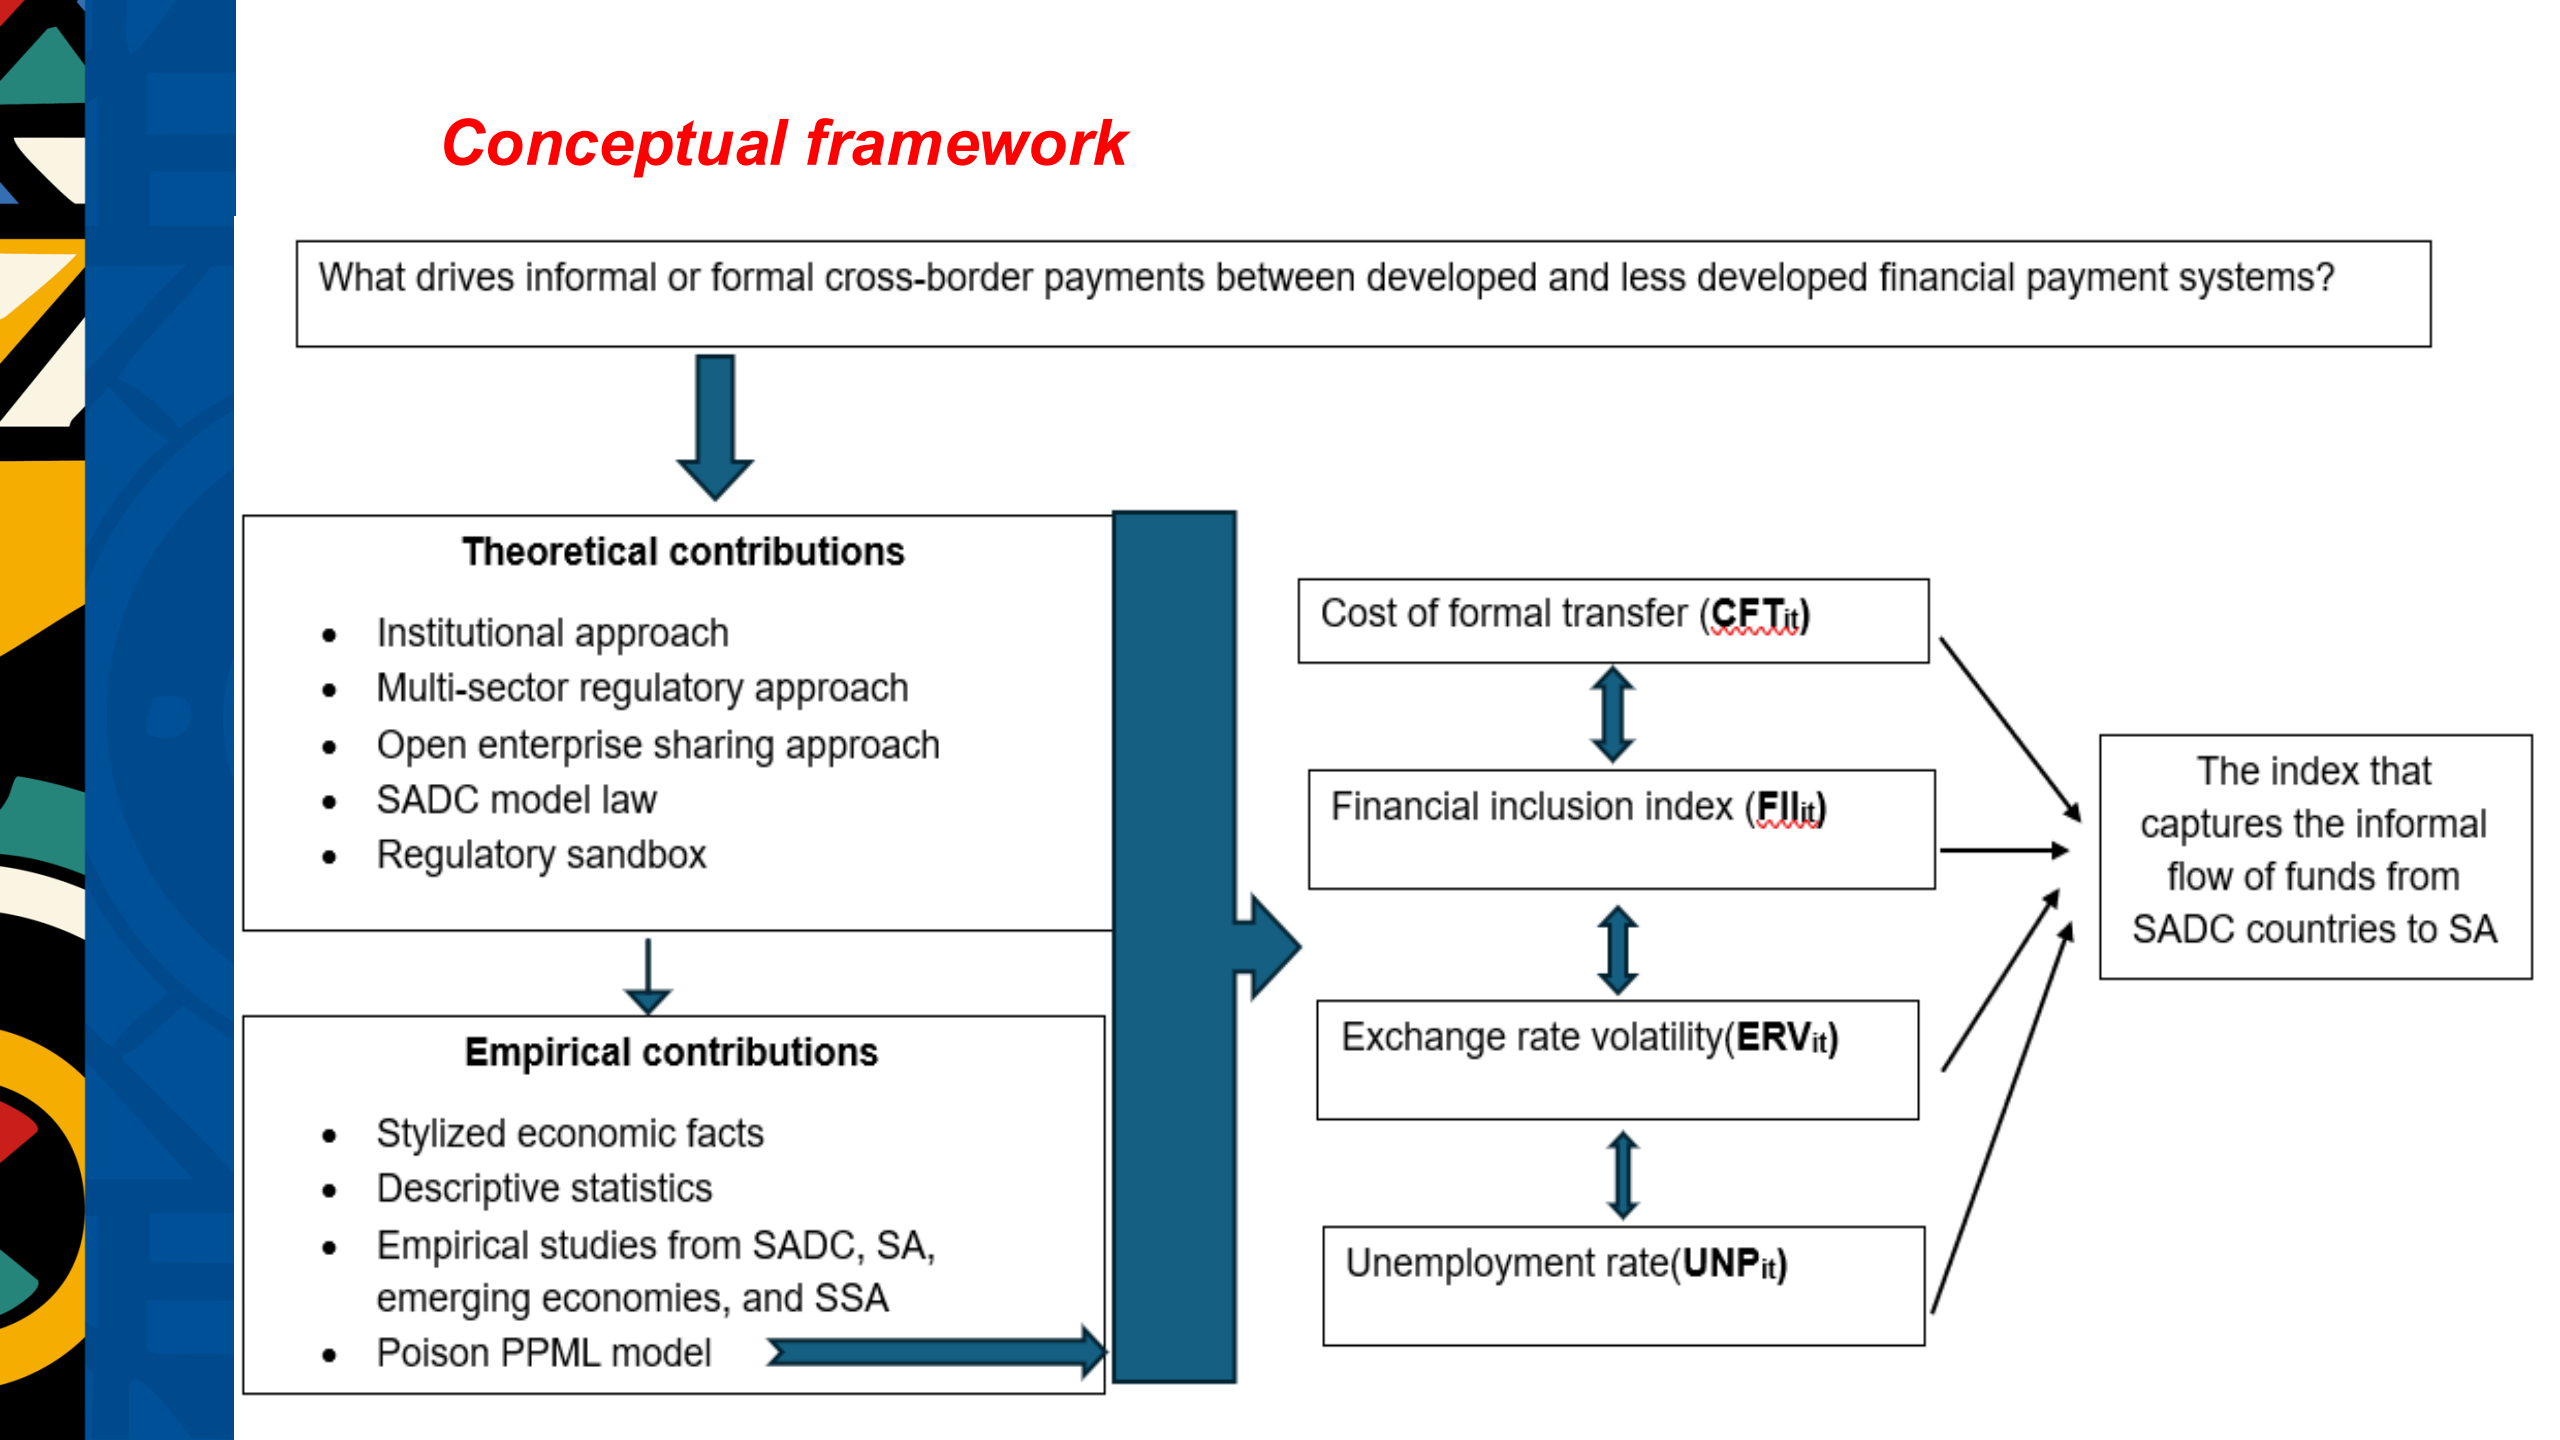 Conceptual framework
What drives informal or formal cross-border payments between developed and less developed financial payment systems?
Theoretical contributions
• Institutional approach
• Multi-sector regulatory approach
• Open enterprise sharing approach
• SADC model law
• Regulatory sandbox
Empirical contributions
• Stylized economic facts
• Descriptive statistics
• Empirical studies from SADC, SA,
emerging economies, and SSA
• Poison PPML model
Cost of formal transfer (CFTit)
Financial inclusion index (FIIit)
Exchange rate volatility(ERVit)
Unemployment rate(UNPit)
The index that
captures the informal
flow of funds from
SADC countries to SA